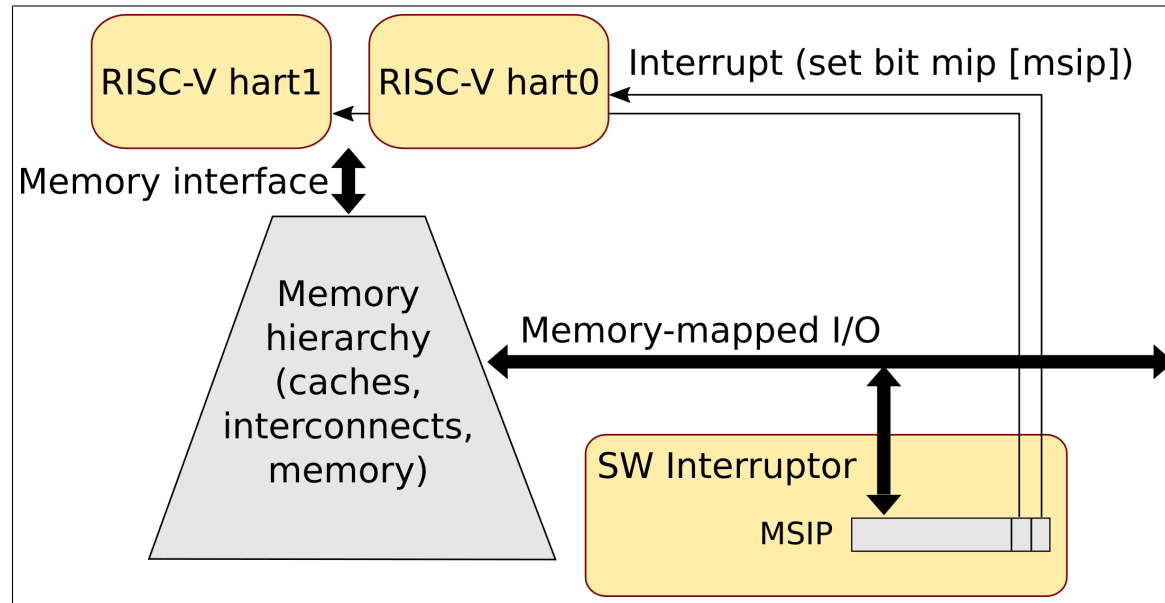 RISC-V hart1
RISC-V hart0
Interrupt (set bit mip [msip])
Memory interface
Memory
hierarchy
(caches,
interconnects,
memory)
Memory-mapped I/O
SW Interruptor
MSIP